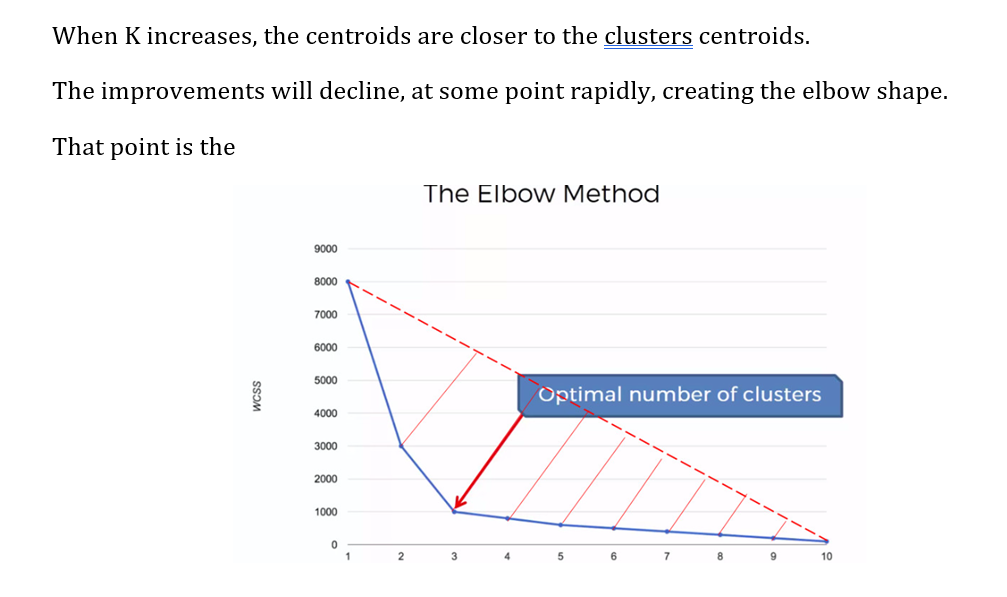 When K increases, the centroids are closer to the clusters centroids.
The improvements will decline, at some point rapidly, creating the elbow shape.
That point is the
The Elbow Method
9000
8000
7000
6000
5000
4000
3000
2000
1000
0
WCSS
Optimal number of clusters
1 2 3 4 5 6 7 8 9 10